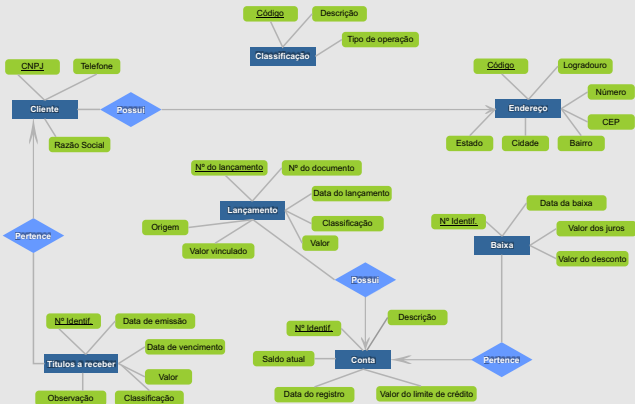 Código
Descrição
Tipo de operação
Classificação
CNPJ
Telefone
Cliente
Razão Social
Possui
Código
Logradouro
Número
Endereço
CEP
Estado
Cidade
Bairro
Nº do lançamento
Nº do documento
Data do lançamento
Lançamento
Classificação
Origem
Valor vinculado
Valor
Data da baixa
Nº Identif.
Valor dos juros
Baixa
Valor do desconto
Pertence
Possui
Nº Identif.
Data de emissão
Data de vencimento
Títulos a receber
Valor
Observação
Classificação
Descrição
Nº Identif.
Saldo atual
Conta
Pertence
Data do registro
Valor do limite de crédito